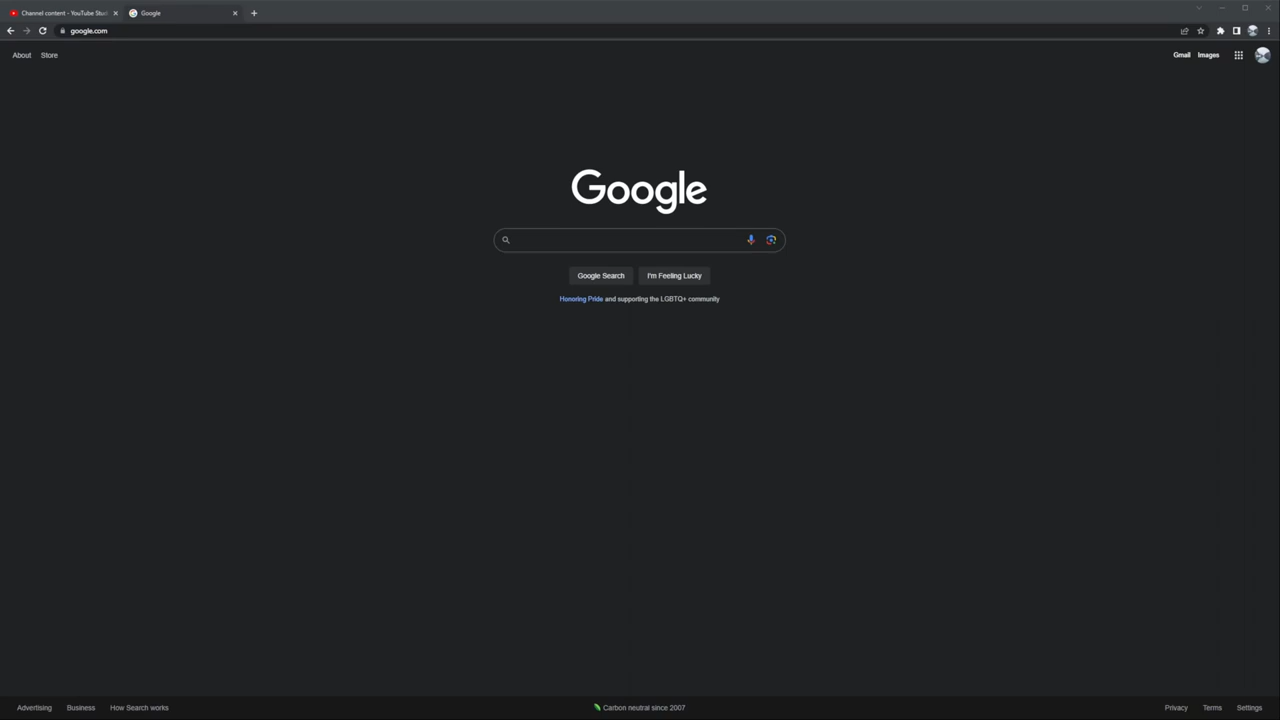 Channel content - YouTube Stud
Google
google.com
About Store
Gmail Images
Google
Google Search I'm Feeling Lucky
Honoring Pride and supporting the LGBTQ+ community
Advertising Business How Search works
Carbon neutral since 2007
Privacy Terms Settings